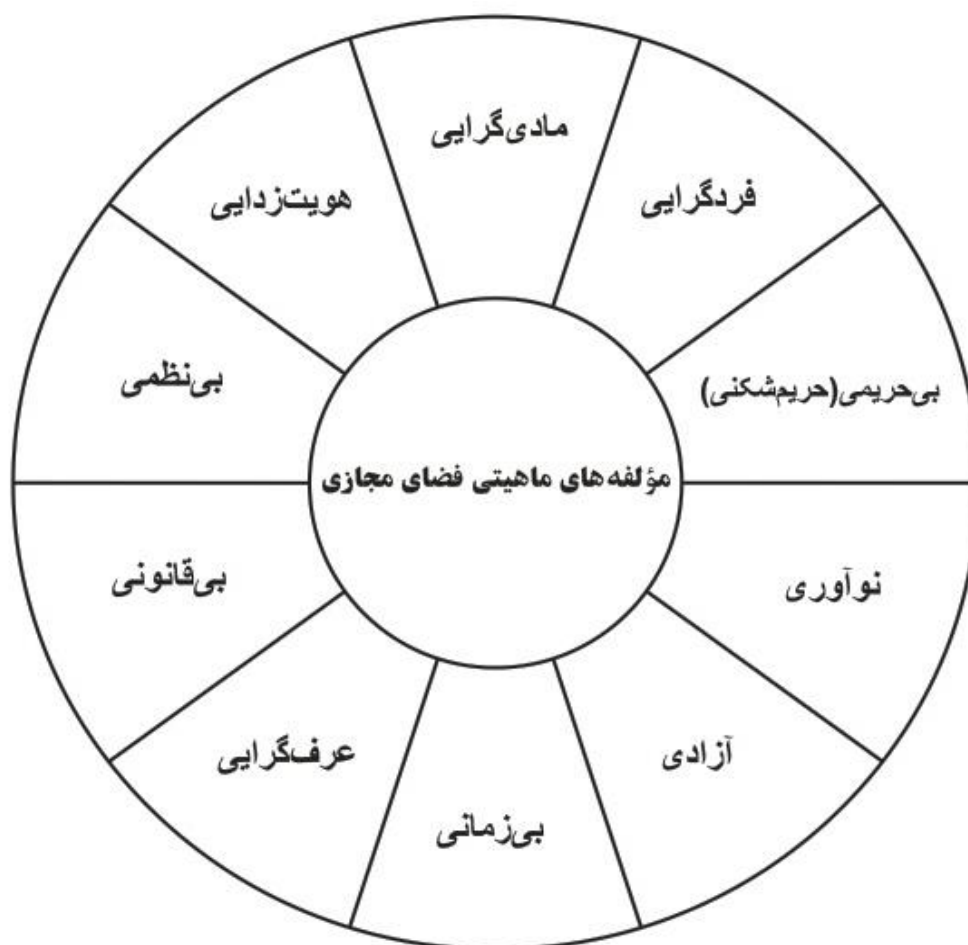 مادی‌گرایی
فردگرایی
هویت‌زدایی
بی‌نظمی
بی‌حریمی(حریم‌شکنی)
مؤلفه‌های ماهیتی فضای مجازی
بی‌قانونی
نوآوری
عرف‌گرایی
آزادی
بی‌زمانی